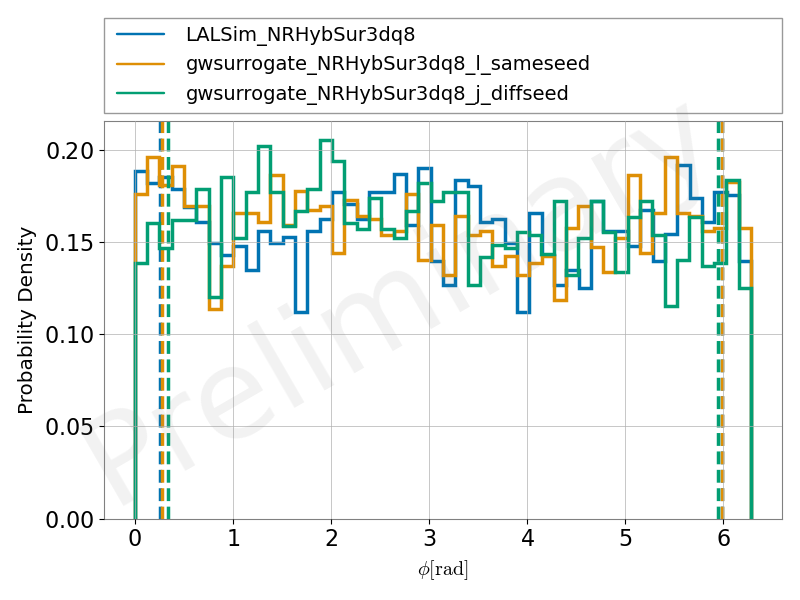 LALSim_NRHybSur3dq8
gwsurrogate_NRHybSur3dq8_l_sameseed
gwsurrogate_NRHybSur3dq8_j_diffseed
Preliminary
Probability Density
0.20
0.15
0.10
0.05
0.00
0 1 2 3 4 5 6
ϕ[rad]